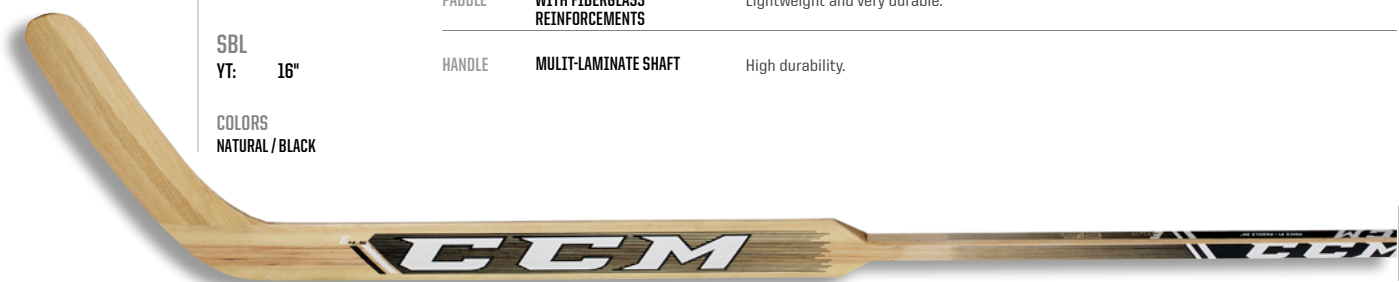 PADDLE
WITH FIBERGLASS
REINFORCEMENTS
Lightweight and very durable.
SBL
YT: 16"
HANDLE
MULIT-LAMINATE SHAFT
High durability.
COLORS
NATURAL / BLACK
CCM
CCM